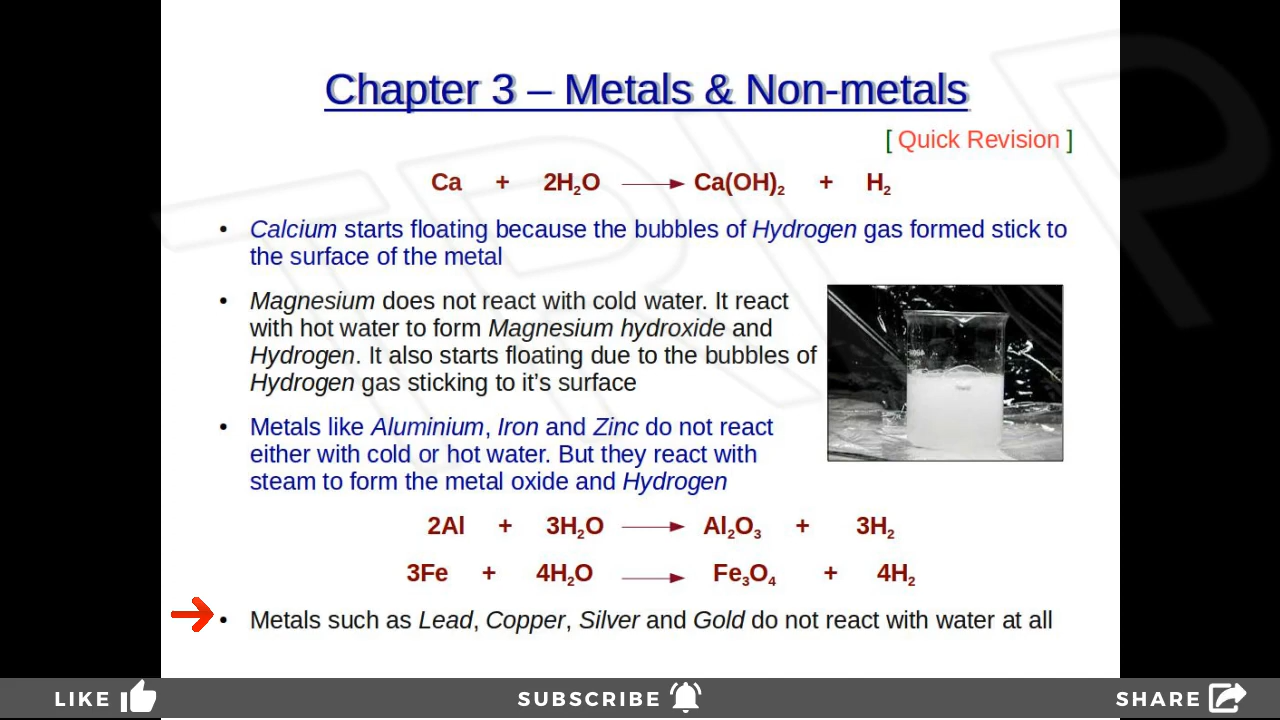 Chapter 3 – Metals & Non-metals
[ Quick Revision ]
Ca + 2H₂O → Ca(OH)₂ + H₂
• Calcium starts floating because the bubbles of Hydrogen gas formed stick to
the surface of the metal
• Magnesium does not react with cold water. It react
with hot water to form Magnesium hydroxide and
Hydrogen. It also starts floating due to the bubbles of
Hydrogen gas sticking to it's surface
• Metals like Aluminium, Iron and Zinc do not react
either with cold or hot water. But they react with
steam to form the metal oxide and Hydrogen
2Al + 3H₂O → Al₂O₃ + 3H₂
3Fe + 4H₂O → Fe₃O₄ + 4H₂
• Metals such as Lead, Copper, Silver and Gold do not react with water at all
LIKE SUBSCRIBE SHARE